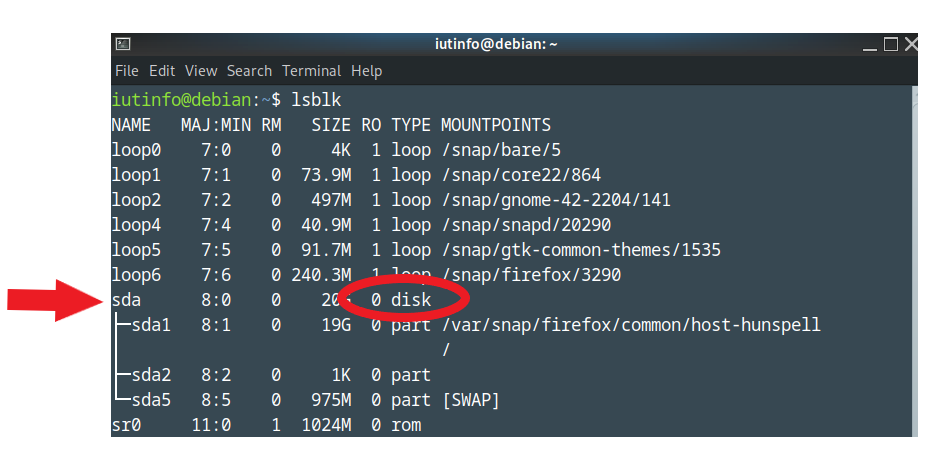 iutinfo@debian: ~
File Edit View Search Terminal Help
iutinfo@debian:~$ lsblk
NAME   MAJ:MIN RM   SIZE RO TYPE MOUNTPOINTS
loop0    7:0    0     4K  1 loop /snap/bare/5
loop1    7:1    0  73.9M  1 loop /snap/core22/864
loop2    7:2    0   497M  1 loop /snap/gnome-42-2204/141
loop4    7:4    0  40.9M  1 loop /snap/snapd/20290
loop5    7:5    0  91.7M  1 loop /snap/gtk-common-themes/1535
loop6    7:6    0 240.3M  1 loop /snap/firefox/3290
sda      8:0    0    20G  0 disk
├─sda1   8:1    0    19G  0 part /var/snap/firefox/common/host-hunspell
/
├─sda2   8:2    0     1K  0 part
└─sda5   8:5    0   975M  0 part [SWAP]
sr0     11:0    1  1024M  0 rom